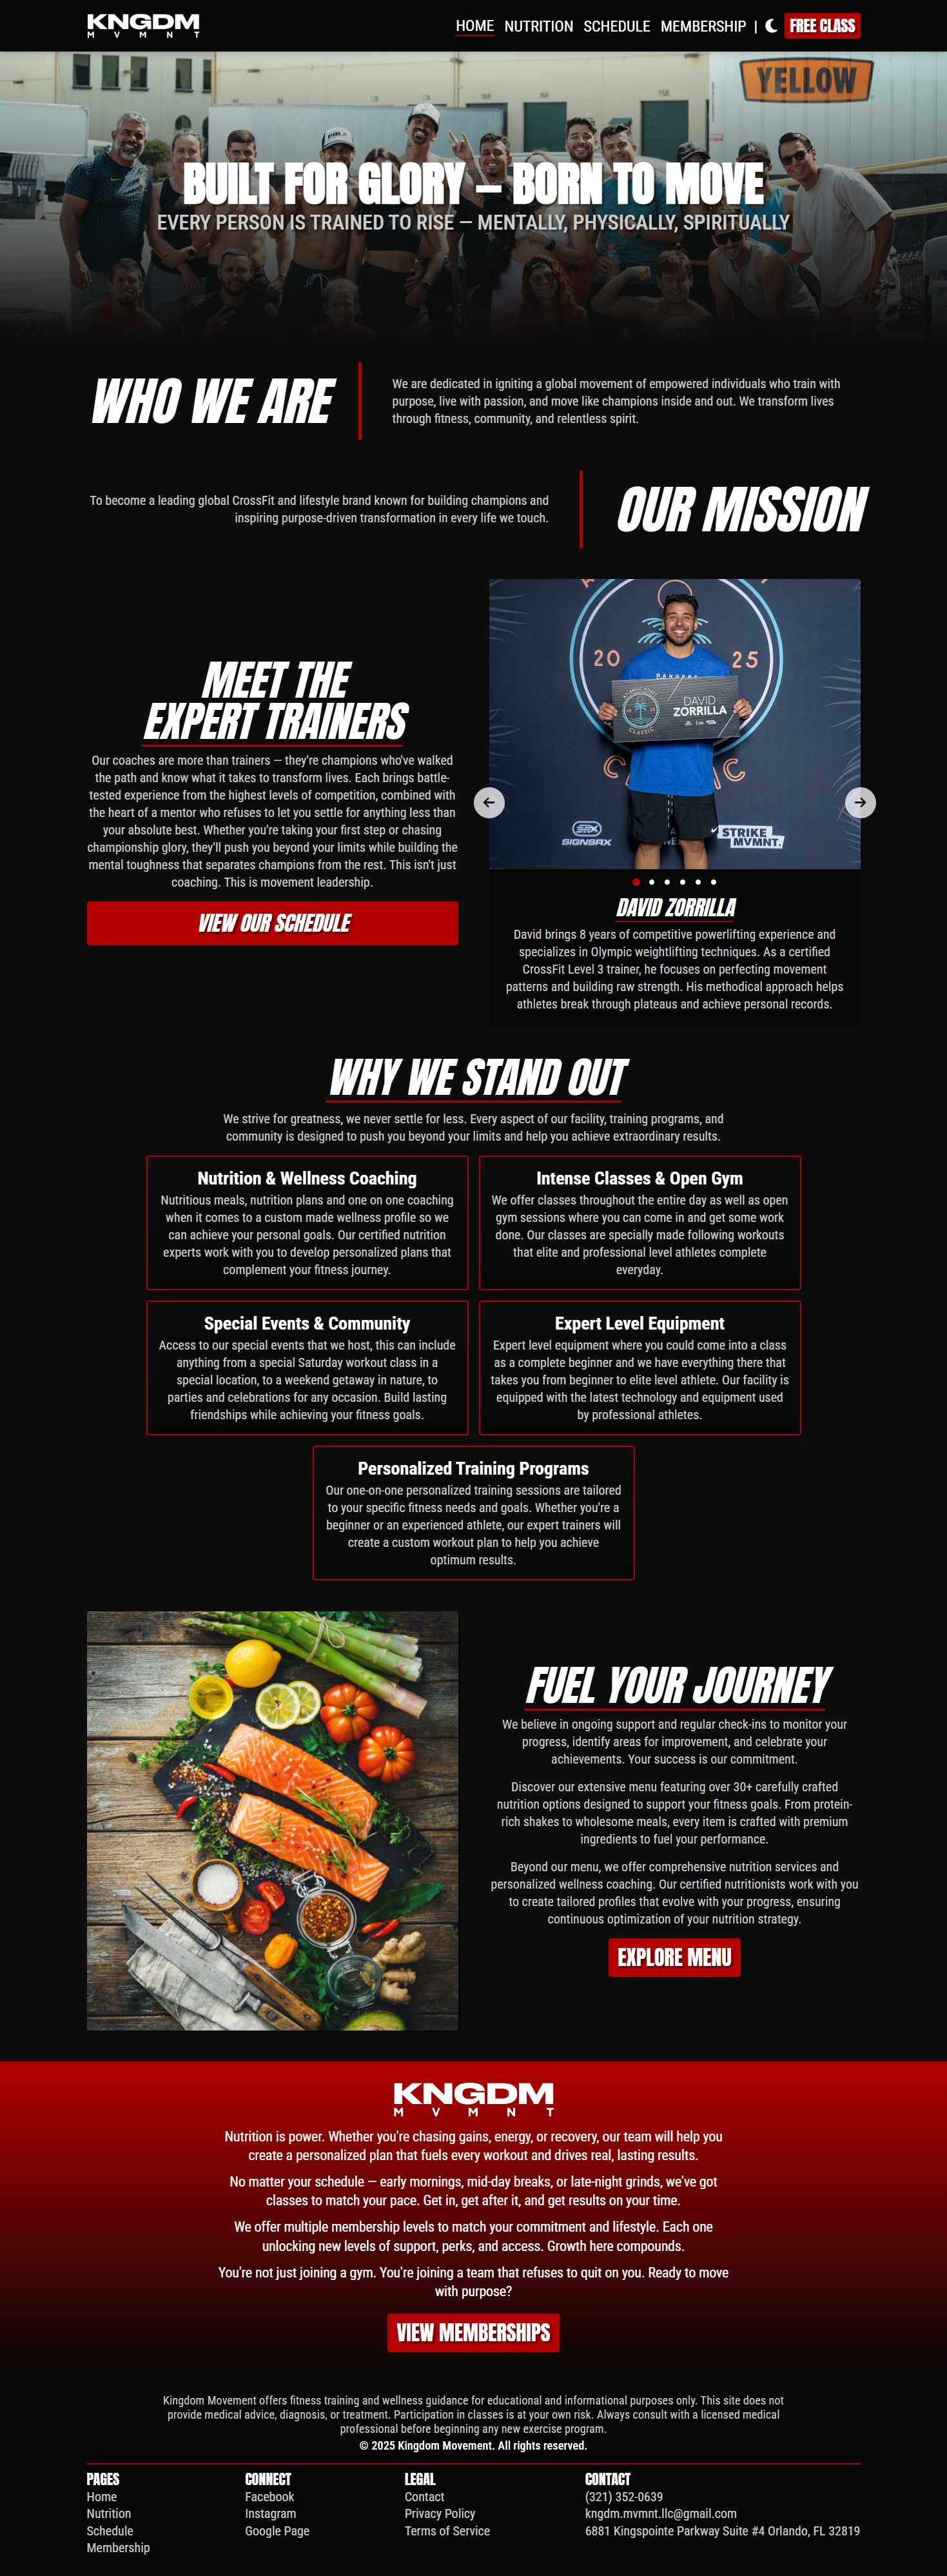 KNGDM
MVMNT
HOME NUTRITION SCHEDULE MEMBERSHIP | FREE CLASS
YELLOW
BUILT FOR GLORY – BORN TO MOVE
EVERY PERSON IS TRAINED TO RISE – MENTALLY, PHYSICALLY, SPIRITUALLY
WHO WE ARE
We are dedicated in igniting a global movement of empowered individuals who train with
purpose, live with passion, and move like champions inside and out. We transform lives
through fitness, community, and relentless spirit.
To become a leading global CrossFit and lifestyle brand known for building champions and
inspiring purpose-driven transformation in every life we touch.
OUR MISSION
MEET THE
EXPERT TRAINERS
Our coaches are more than trainers – they're champions who've walked
the path and know what it takes to transform lives. Each brings battle-
tested experience from the highest levels of competition, combined with
the heart of a mentor who refuses to let you settle for anything less than
your absolute best. Whether you're taking your first step or chasing
championship glory, they'll push you beyond your limits while building the
mental toughness that separates champions from the rest. This isn't just
coaching. This is movement leadership.
VIEW OUR SCHEDULE
20 25
DAVID
ZORRILLA
CLASSIC
SIGNSRX
STRIKE
MVMNT.
DAVID ZORRILLA
David brings 8 years of competitive powerlifting experience and
specializes in Olympic weightlifting techniques. As a certified
CrossFit Level 3 trainer, he focuses on perfecting movement
patterns and building raw strength. His methodical approach helps
athletes break through plateaus and achieve personal records.
WHY WE STAND OUT
We strive for greatness, we never settle for less. Every aspect of our facility, training programs, and
community is designed to push you beyond your limits and help you achieve extraordinary results.
Nutrition & Wellness Coaching
Nutritious meals, nutrition plans and one on one coaching
when it comes to a custom made wellness profile so we
can achieve your personal goals. Our certified nutrition
experts work with you to develop personalized plans that
complement your fitness journey.
Intense Classes & Open Gym
We offer classes throughout the entire day as well as open
gym sessions where you can come in and get some work
done. Our classes are specially made following workouts
that elite and professional level athletes complete
everyday.
Special Events & Community
Access to our special events that we host, this can include
anything from a special Saturday workout class in a
special location, to a weekend getaway in nature, to
parties and celebrations for any occasion. Build lasting
friendships while achieving your fitness goals.
Expert Level Equipment
Expert level equipment where you could come into a class
as a complete beginner and we have everything there that
takes you from beginner to elite level athlete. Our facility is
equipped with the latest technology and equipment used
by professional athletes.
Personalized Training Programs
Our one-on-one personalized training sessions are tailored
to your specific fitness needs and goals. Whether you're a
beginner or an experienced athlete, our expert trainers will
create a custom workout plan to help you achieve
optimum results.
FUEL YOUR JOURNEY
We believe in ongoing support and regular check-ins to monitor your
progress, identify areas for improvement, and celebrate your
achievements. Your success is our commitment.
Discover our extensive menu featuring over 30+ carefully crafted
nutrition options designed to support your fitness goals. From protein-
rich shakes to wholesome meals, every item is crafted with premium
ingredients to fuel your performance.
Beyond our menu, we offer comprehensive nutrition services and
personalized wellness coaching. Our certified nutritionists work with you
to create tailored profiles that evolve with your progress, ensuring
continuous optimization of your nutrition strategy.
EXPLORE MENU
KNGDM
MVMNT
Nutrition is power. Whether you're chasing gains, energy, or recovery, our team will help you
create a personalized plan that fuels every workout and drives real, lasting results.
No matter your schedule – early mornings, mid-day breaks, or late-night grinds, we've got
classes to match your pace. Get in, get after it, and get results on your time.
We offer multiple membership levels to match your commitment and lifestyle. Each one
unlocking new levels of support, perks, and access. Growth here compounds.
You're not just joining a gym. You're joining a team that refuses to quit on you. Ready to move
with purpose?
VIEW MEMBERSHIPS
Kingdom Movement offers fitness training and wellness guidance for educational and informational purposes only. This site does not
provide medical advice, diagnosis, or treatment. Participation in classes is at your own risk. Always consult with a licensed medical
professional before beginning any new exercise program.
© 2025 Kingdom Movement. All rights reserved.
PAGES
Home
Nutrition
Schedule
Membership
CONNECT
Facebook
Instagram
Google Page
LEGAL
Contact
Privacy Policy
Terms of Service
CONTACT
(321) 352-0639
kngdm.mvmnt.llc@gmail.com
6881 Kingspointe Parkway Suite #4 Orlando, FL 32819